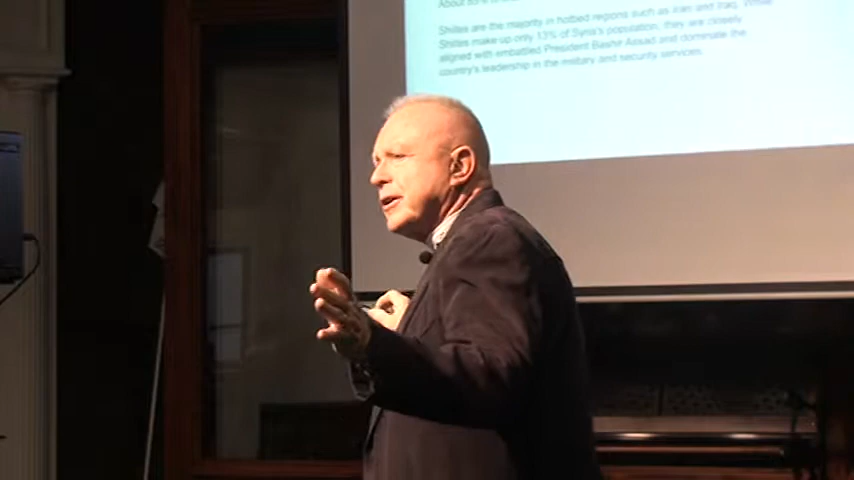 About 85% 
Shiites are the majority in hotbed regions such as Iran and Iraq. While
Shiites make up only 13% of Syria's population, they are closely
aligned with embattled President Bashir Assad and dominate the
country's leadership in the military and security services.